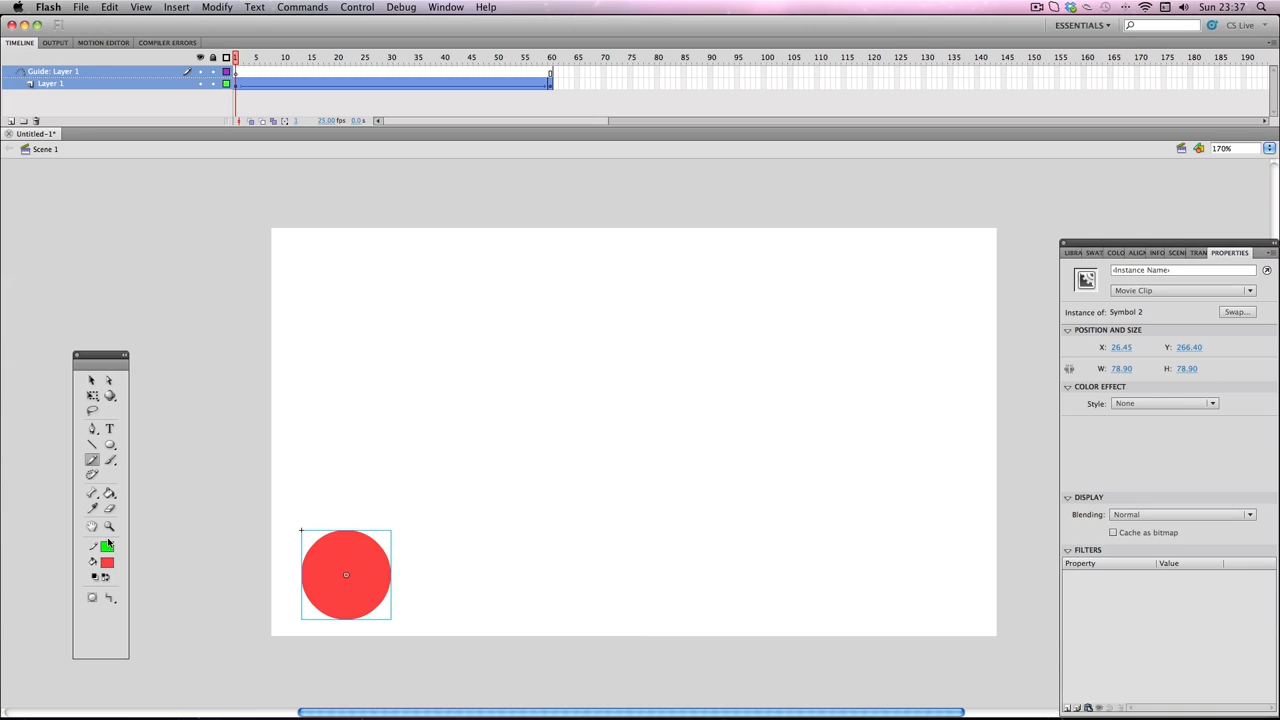 Flash File Edit View Insert Modify Text Commands Control Debug Window Help Sun 23:37
Fl ESSENTIALS CS Live
TIMELINE OUTPUT MOTION EDITOR COMPILER ERRORS
1 5 10 15 20 25 30 35 40 45 50 55 60 65 70 75 80 85 90 95 100 105 110 115 120 125 130 135 140 145 150 155 160 165 170 175 180 185 190
Guide: Layer 1
Layer 1
1 25.00 fps 0.0 s
Untitled-1*
Scene 1 170%
LIBRA SWAT COLO ALIGN INFO SCEN TRAN PROPERTIES
‹Instance Name›
Movie Clip
Instance of: Symbol 2 Swap...
POSITION AND SIZE
X: 26.45 Y: 266.40
W: 78.90 H: 78.90
COLOR EFFECT
Style: None
T
DISPLAY
Blending: Normal
Cache as bitmap
FILTERS
Property Value